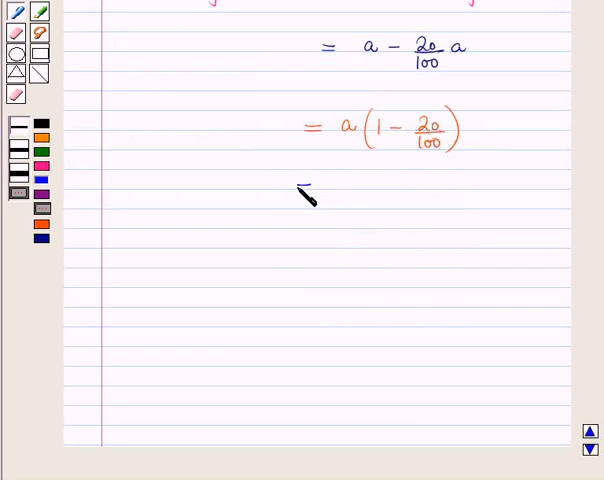 = a - 20/100 a
= a (1 - 20/100)